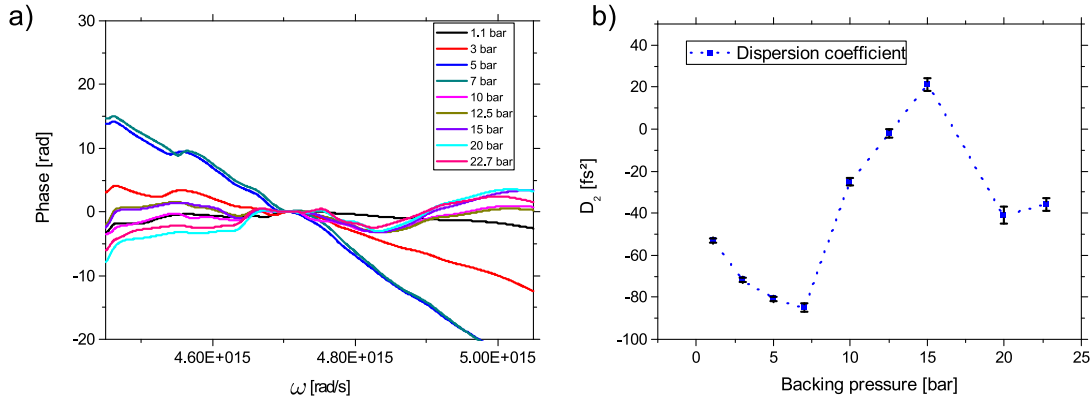 a)
30
20
10
0
-10
-20
Phase [rad]
1.1 bar
3 bar
5 bar
7 bar
10 bar
12.5 bar
15 bar
20 bar
22.7 bar
4.60E+015
4.80E+015
5.00E+015
ω [rad/s]
b)
40
20
0
-20
-40
-60
-80
-100
D₂ [fs²]
Dispersion coefficient
0
5
10
15
20
25
Backing pressure [bar]